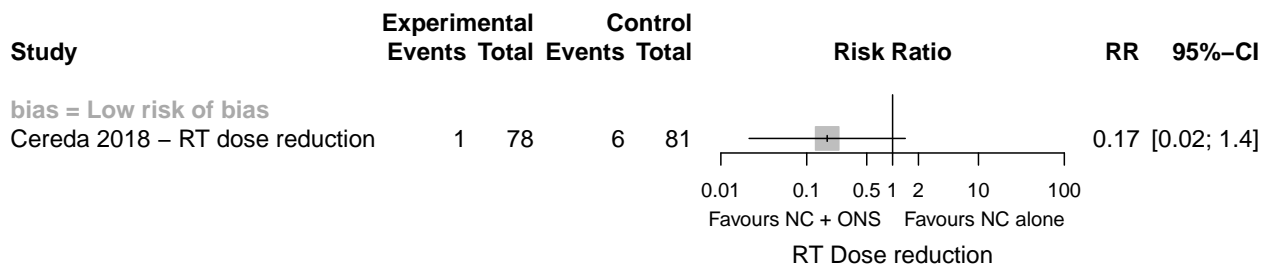 Experimental Control
Study Events Total Events Total Risk Ratio RR 95%−CI
bias = Low risk of bias
Cereda 2018 − RT dose reduction 1 78 6 81 0.17 [0.02; 1.4]
0.01 0.1 0.5 1 2 10 100
Favours NC + ONS Favours NC alone
RT Dose reduction